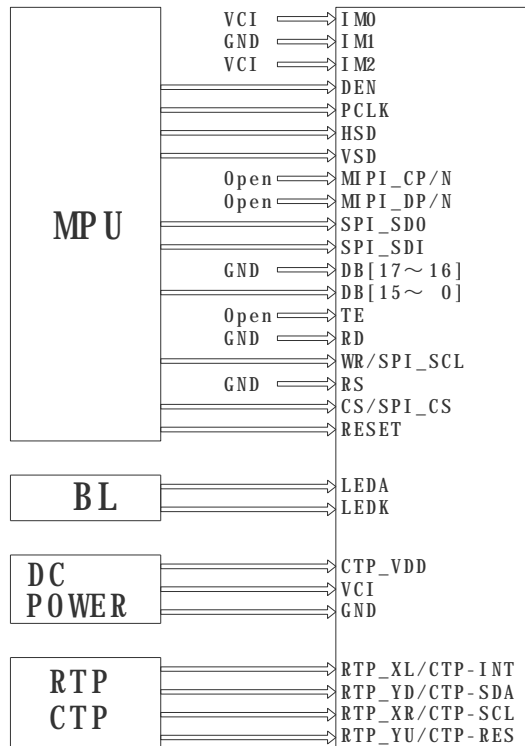 VCI IM0
GND IM1
VCI IM2
DEN
PCLK
HSD
VSD
Open MIPI_CP/N
Open MIPI_DP/N
MPU
SPI_SDO
SPI_SDI
GND DB[17～16]
DB[15～ 0]
Open TE
GND RD
WR/SPI_SCL
GND RS
CS/SPI_CS
RESET
BL
LEDA
LEDK
DC
POWER
CTP_VDD
VCI
GND
RTP
CTP
RTP_XL/CTP-INT
RTP_YD/CTP-SDA
RTP_XR/CTP-SCL
RTP_YU/CTP-RES